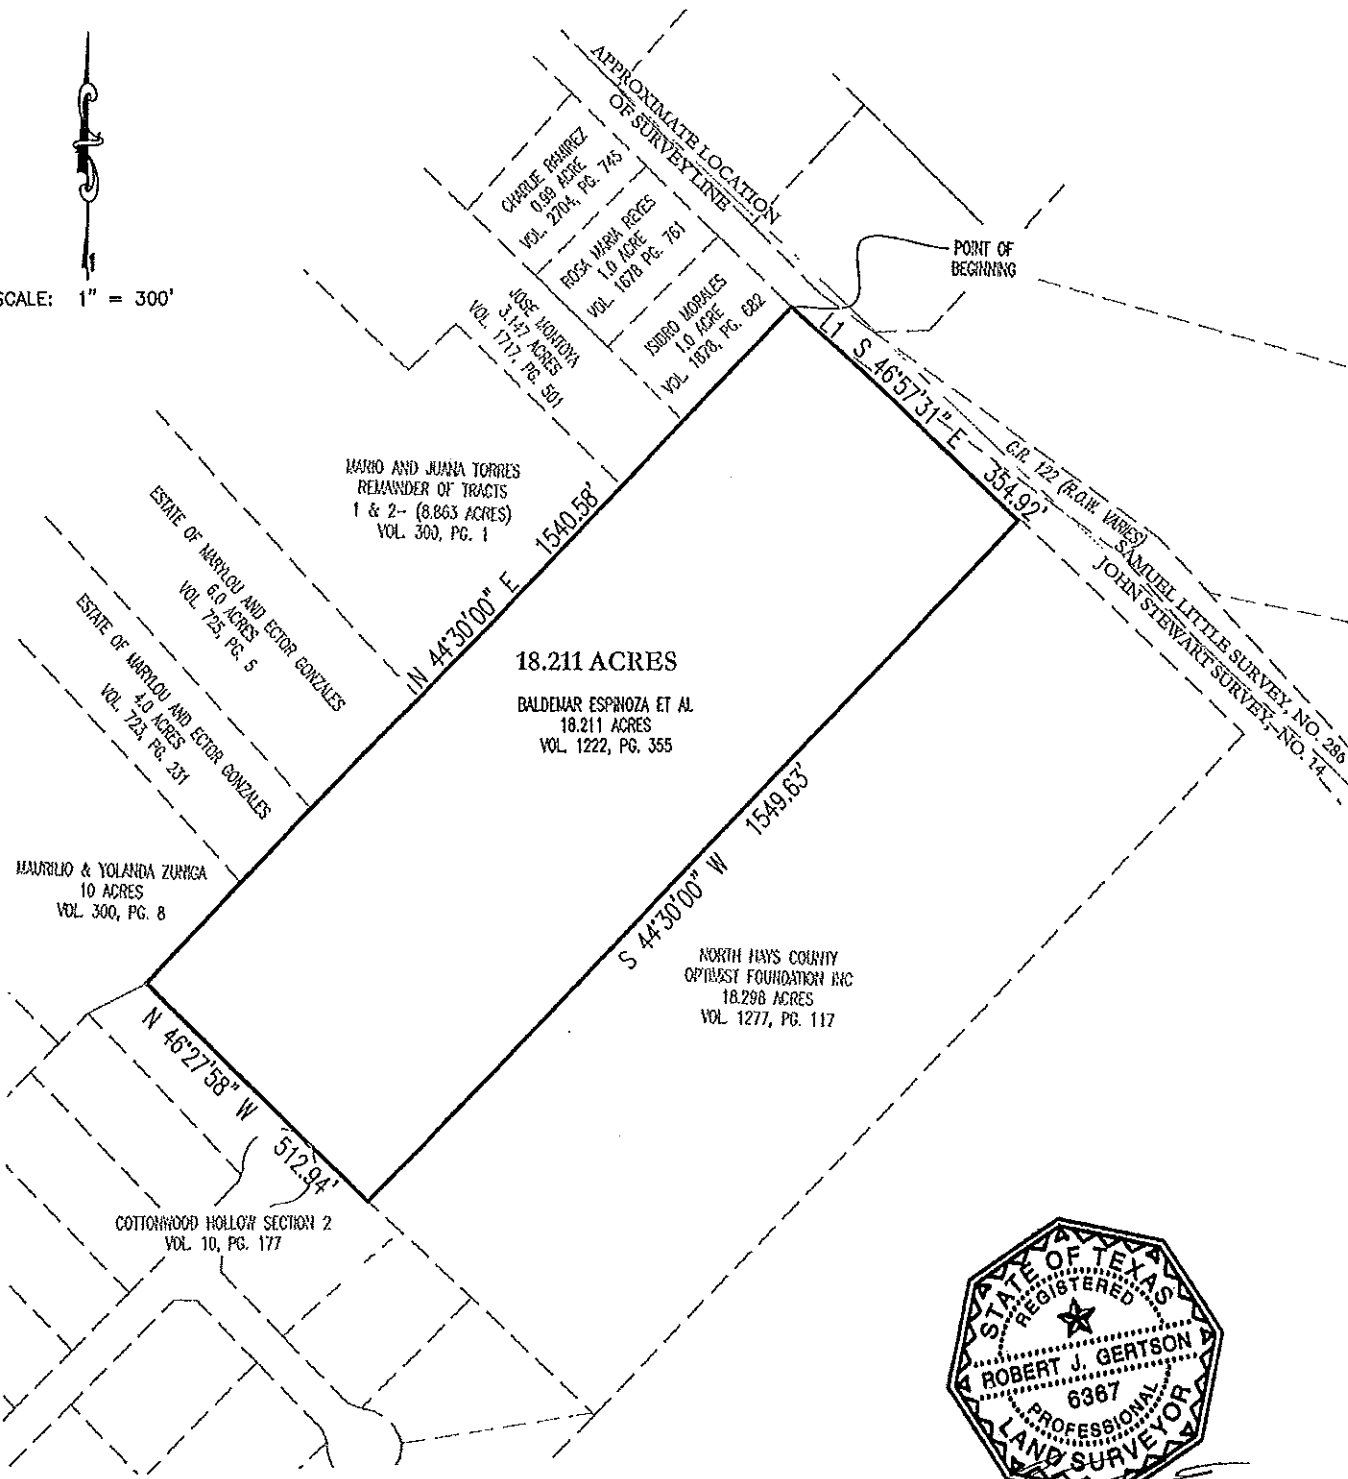 SCALE: 1" = 300'
APPROXIMATE LOCATION
OF SURVEY LINE
CHARLIE RAMIREZ
0.99 ACRE
VOL. 2704, PG. 745
ROSA MARIA REYES
1.0 ACRE
VOL. 1678 PG. 761
ISIDRO MORALES
1.0 ACRE
VOL. 1878, PG. 682
JOSE MONTOYA
3.147 ACRES
VOL. 1717, PG. 501
POINT OF
BEGINNING
L1
S 46°57'31" E
354.92'
C.R. 122 (R.O.W. VARIES)
SAMUEL LITTLE SURVEY, NO. 286
JOHN STEWART SURVEY, NO. 14
MARIO AND JUANA TORRES
REMAINDER OF TRACTS
1 & 2-- (8.863 ACRES)
VOL. 300, PG. 1
N 44°30'00" E
1540.58'
ESTATE OF MARYLOU AND ECTOR GONZALES
6.0 ACRES
VOL. 725, PG. 5
ESTATE OF MARYLOU AND ECTOR GONZALES
4.0 ACRES
VOL. 723, PG. 231
18.211 ACRES
BALDEMAR ESPINOZA ET AL
18.211 ACRES
VOL. 1222, PG. 355
S 44°30'00" W
1549.63'
MAURILIO & YOLANDA ZUNIGA
10 ACRES
VOL. 300, PG. 8
NORTH HAYS COUNTY
OPTIMIST FOUNDATION INC
18.298 ACRES
VOL. 1277, PG. 117
N 46°27'58" W
512.94'
COTTONWOOD HOLLOW SECTION 2
VOL. 10, PG. 177
STATE OF TEXAS
REGISTERED
ROBERT J. GERTSON
6367
PROFESSIONAL
LAND SURVEYOR